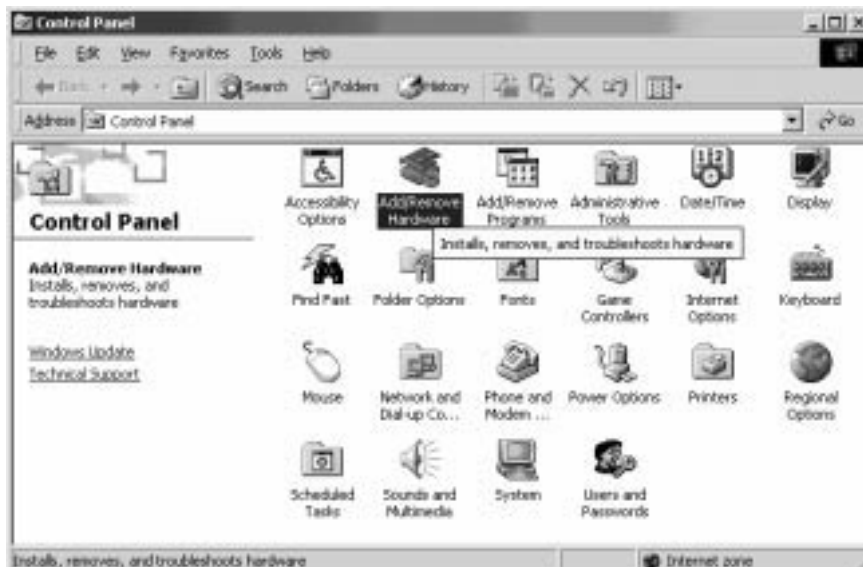 Control Panel
File Edit View Favorites Tools Help
Back Search Folders History
Address Control Panel Go
Control Panel
Add/Remove Hardware
Installs, removes, and
troubleshoots hardware
Windows Update
Technical Support
Accessibility
Options
Add/Remove
Hardware
Add/Remove
Programs
Administrative
Tools
Date/Time
Display
Installs, removes, and troubleshoots hardware
Find Fast
Folder Options
Fonts
Game
Controllers
Internet
Options
Keyboard
Mouse
Network and
Dial-up Co...
Phone and
Modem ...
Power Options
Printers
Regional
Options
Scheduled
Tasks
Sounds and
Multimedia
System
Users and
Passwords
Installs, removes, and troubleshoots hardware Internet zone